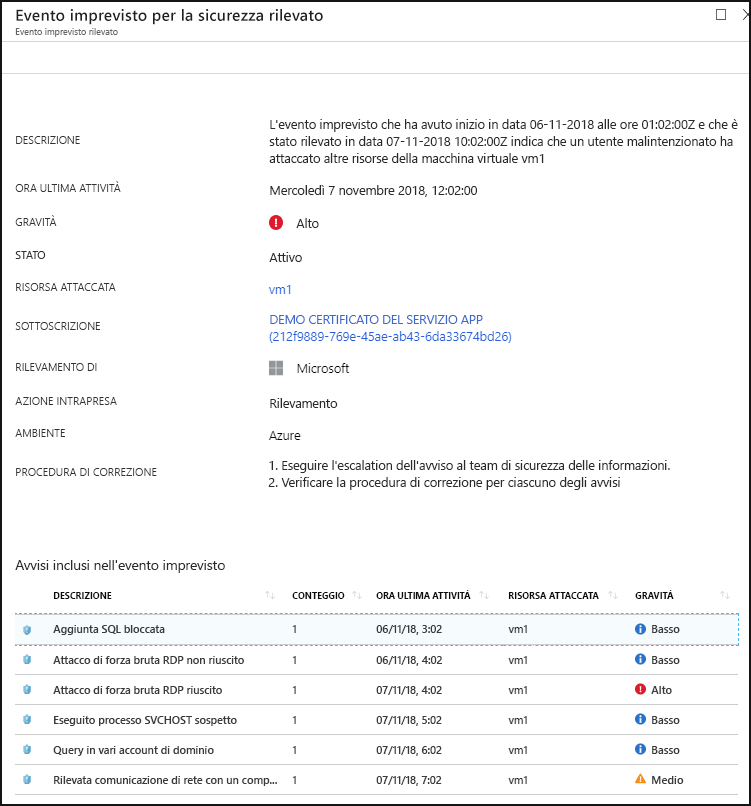 Evento imprevisto per la sicurezza rilevato
Evento imprevisto rilevato
DESCRIZIONE
L'evento imprevisto che ha avuto inizio in data 06-11-2018 alle ore 01:02:00Z e che è
stato rilevato in data 07-11-2018 10:02:00Z indica che un utente malintenzionato ha
attaccato altre risorse della macchina virtuale vm1
ORA ULTIMA ATTIVITÀ Mercoledì 7 novembre 2018, 12:02:00
GRAVITÀ Alto
STATO Attivo
RISORSA ATTACCATA vm1
SOTTOSCRIZIONE DEMO CERTIFICATO DEL SERVIZIO APP
(212f9889-769e-45ae-ab43-6da33674bd26)
RILEVAMENTO DI Microsoft
AZIONE INTRAPRESA Rilevamento
AMBIENTE Azure
PROCEDURA DI CORREZIONE 1. Eseguire l'escalation dell'avviso al team di sicurezza delle informazioni.
2. Verificare la procedura di correzione per ciascuno degli avvisi
Avvisi inclusi nell'evento imprevisto
DESCRIZIONE CONTEGGIO ORA ULTIMA ATTIVITÀ RISORSA ATTACCATA GRAVITÀ
Aggiunta SQL bloccata 1 06/11/18, 3:02 vm1 Basso
Attacco di forza bruta RDP non riuscito 1 06/11/18, 4:02 vm1 Basso
Attacco di forza bruta RDP riuscito 1 07/11/18, 4:02 vm1 Alto
Eseguito processo SVCHOST sospetto 1 07/11/18, 5:02 vm1 Basso
Query in vari account di dominio 1 07/11/18, 6:02 vm1 Basso
Rilevata comunicazione di rete con un comp... 1 07/11/18, 7:02 vm1 Medio